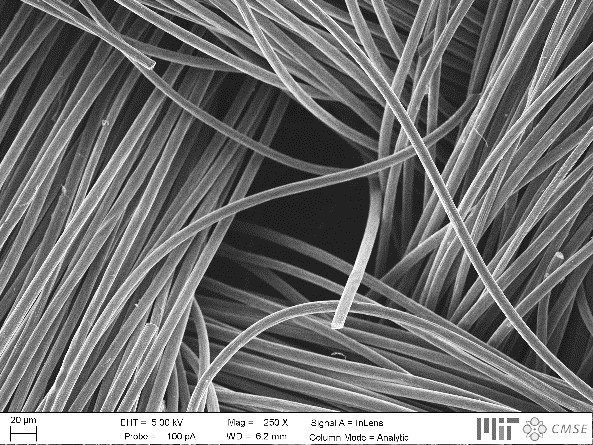 20 µm
EHT = 5.00 kV
Mag = 250 X
Signal A = InLens
MIT
CMSE
Probe = 100 pA
WD = 6.2 mm
Column Mode = Analytic